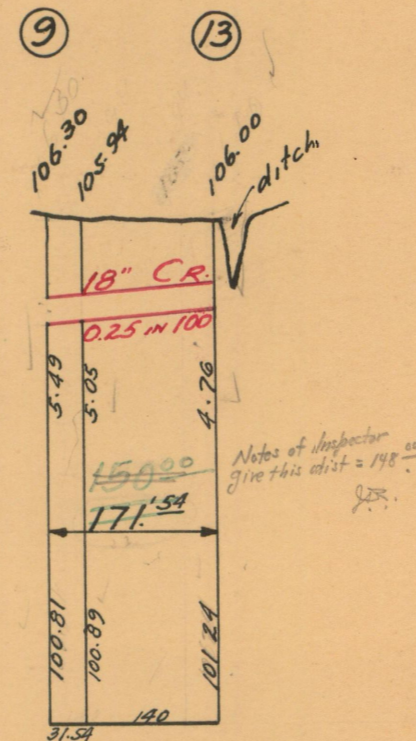 9 13
106.30 105.94 106.00 ditch,
18" C R.
0.25 IN 100
5.49 5.05 4.76
150.00
171.'54
Notes of Inspector
give this dist = 148.00
100.81 100.89 101.24
31.54 140